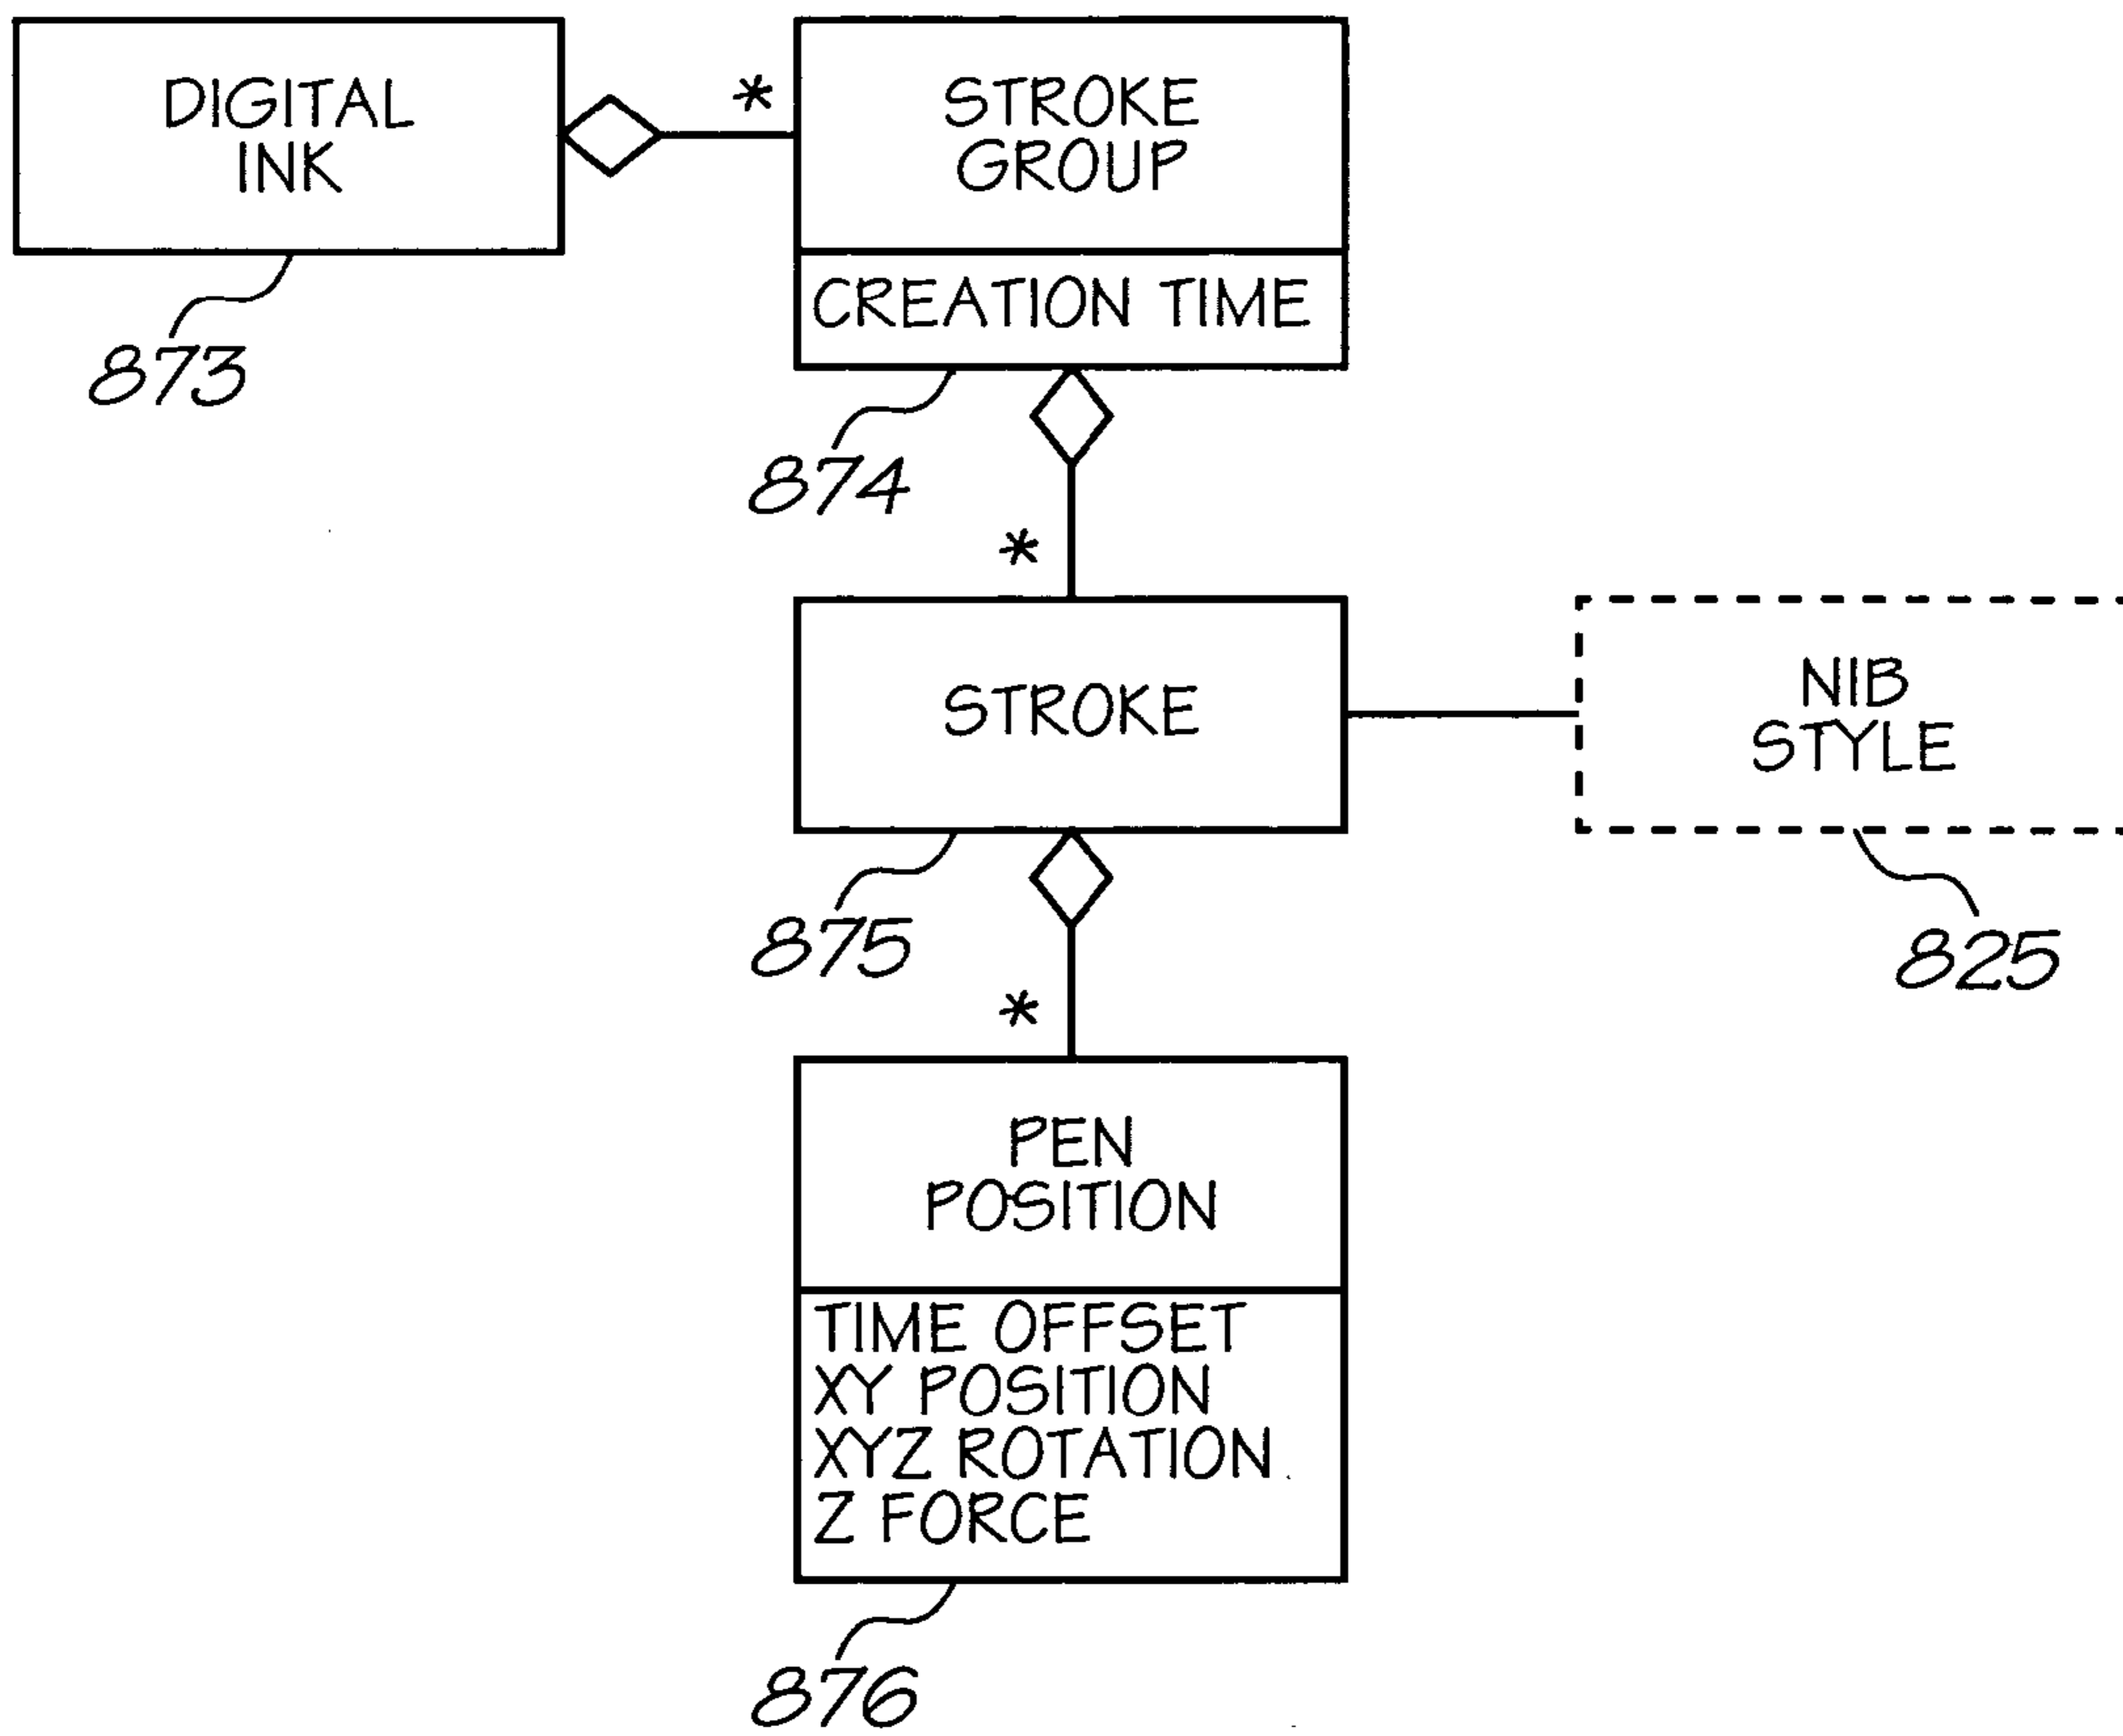 DIGITAL
INK
*
STROKE
GROUP
CREATION TIME
873
874
*
STROKE
NIB
STYLE
875
825
*
PEN
POSITION
TIME OFFSET
XY POSITION
XYZ ROTATION
Z FORCE
876